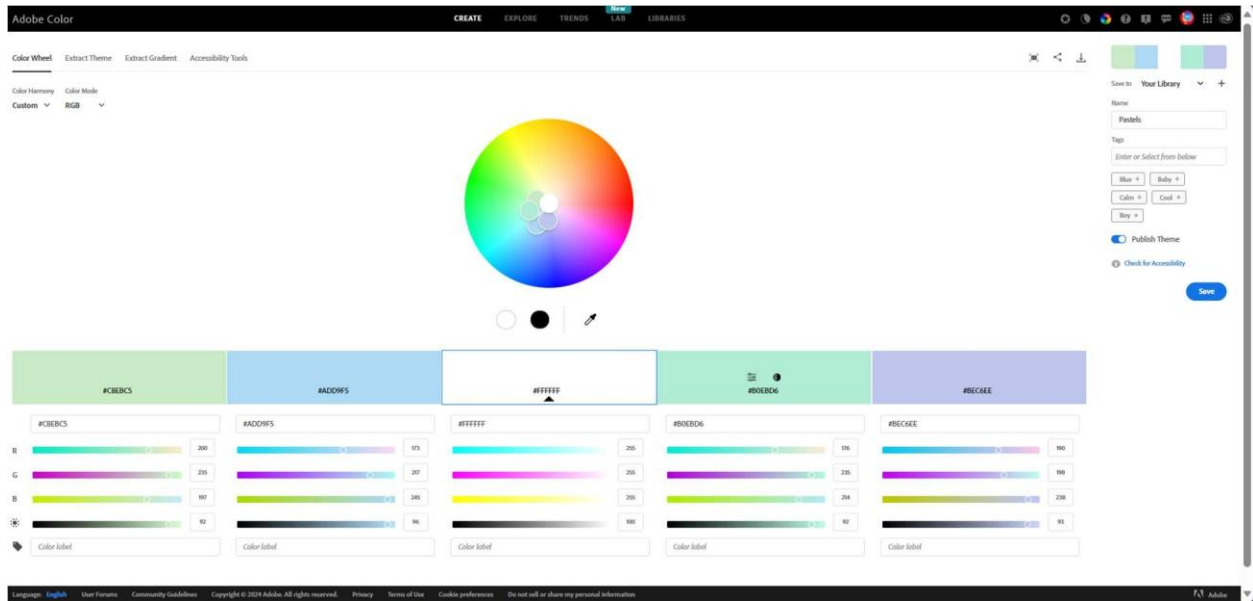 Adobe Color
CREATE EXPLORE TRENDS New LAB LIBRARIES
Color Wheel Extract Theme Extract Gradient Accessibility Tools
Color Harmony Color Mode
Custom RGB
Save to Your Library +
Name
Pastels
Tags
Enter or Select from below
Blue + Baby +
Calm + Cool +
Boy +
Publish Theme
Check for Accessibility
Save
#C8EBC5 #ADD9F5 #FFFFFF #B0EBD6 #BEC6EE
#C8EBC5 #ADD9F5 #FFFFFF #B0EBD6 #BEC6EE
R 200 173 255 176 190
G 235 217 255 235 198
B 197 245 255 214 238
92 96 100 92 93
Color label Color label Color label Color label Color label
Language: English User Forums Community Guidelines Copyright © 2024 Adobe. All rights reserved. Privacy Terms of Use Cookie preferences Do not sell or share my personal information Adobe